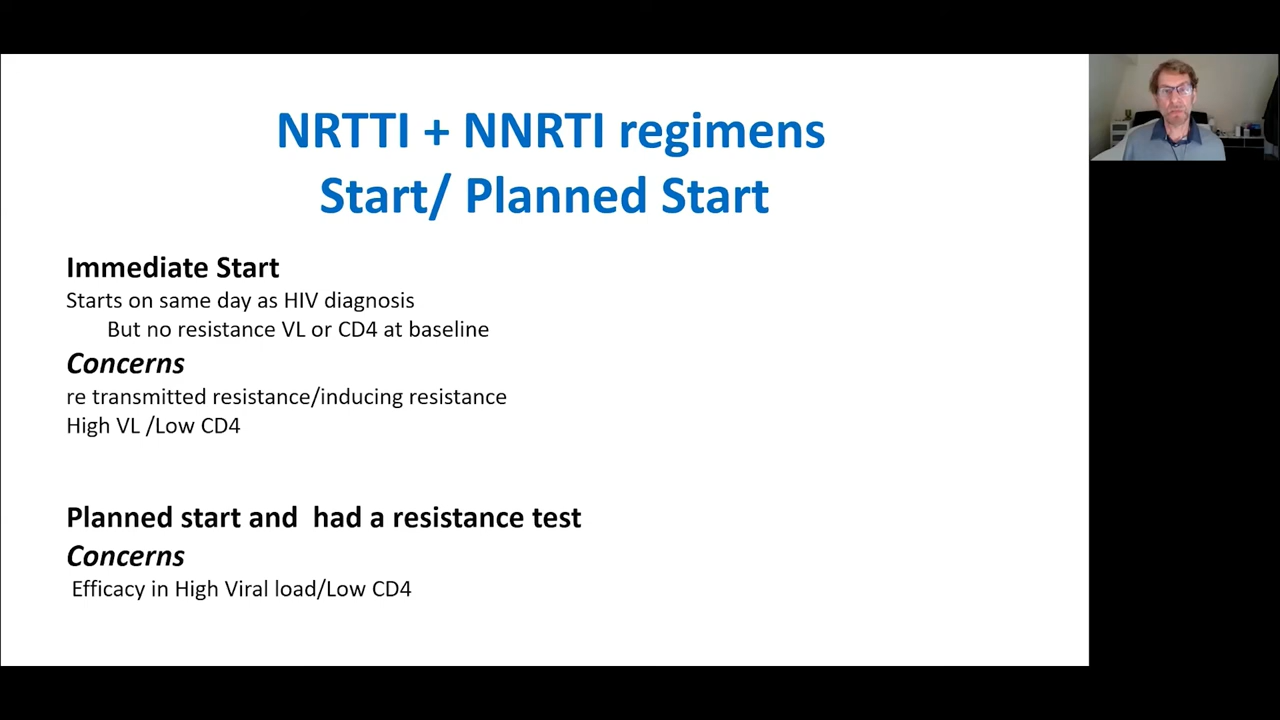 NRTTI + NNRTI regimens
Start/ Planned Start
Immediate Start
Starts on same day as HIV diagnosis
But no resistance VL or CD4 at baseline
Concerns
re transmitted resistance/inducing resistance
High VL /Low CD4
Planned start and  had a resistance test
Concerns
Efficacy in High Viral load/Low CD4